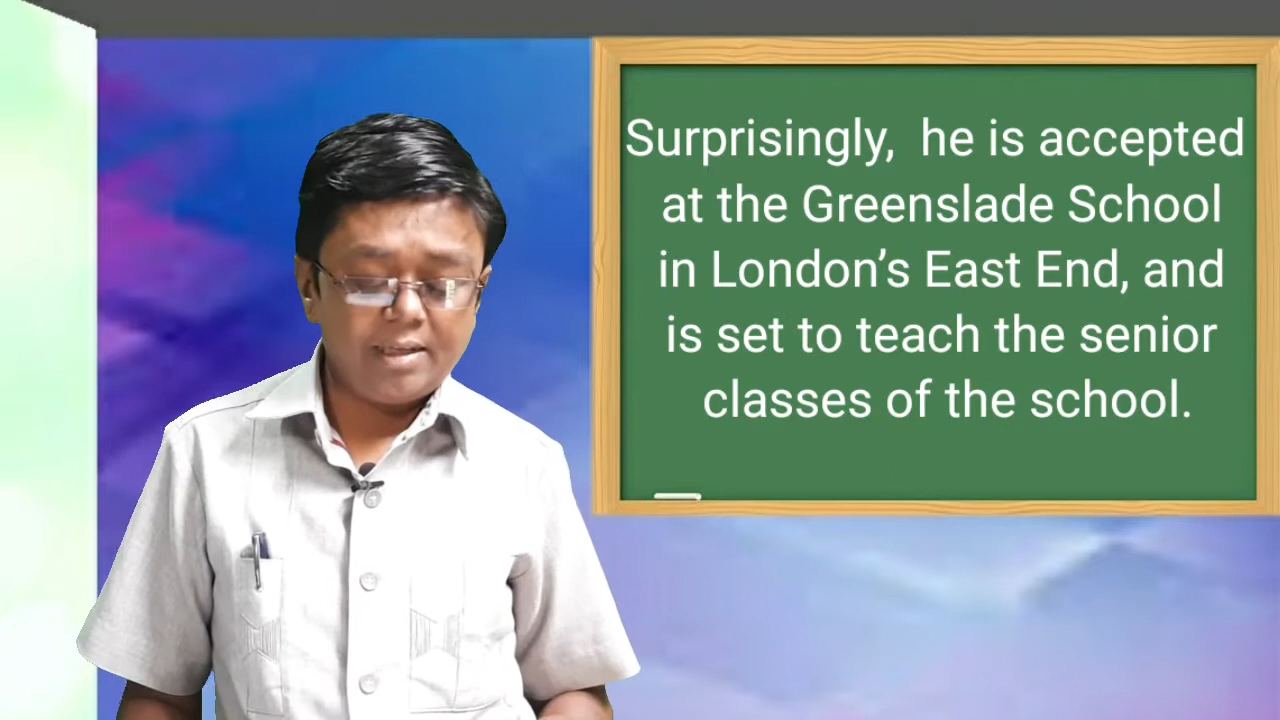 Surprisingly, he is accepted
at the Greenslade School
in London’s East End, and
is set to teach the senior
classes of the school.